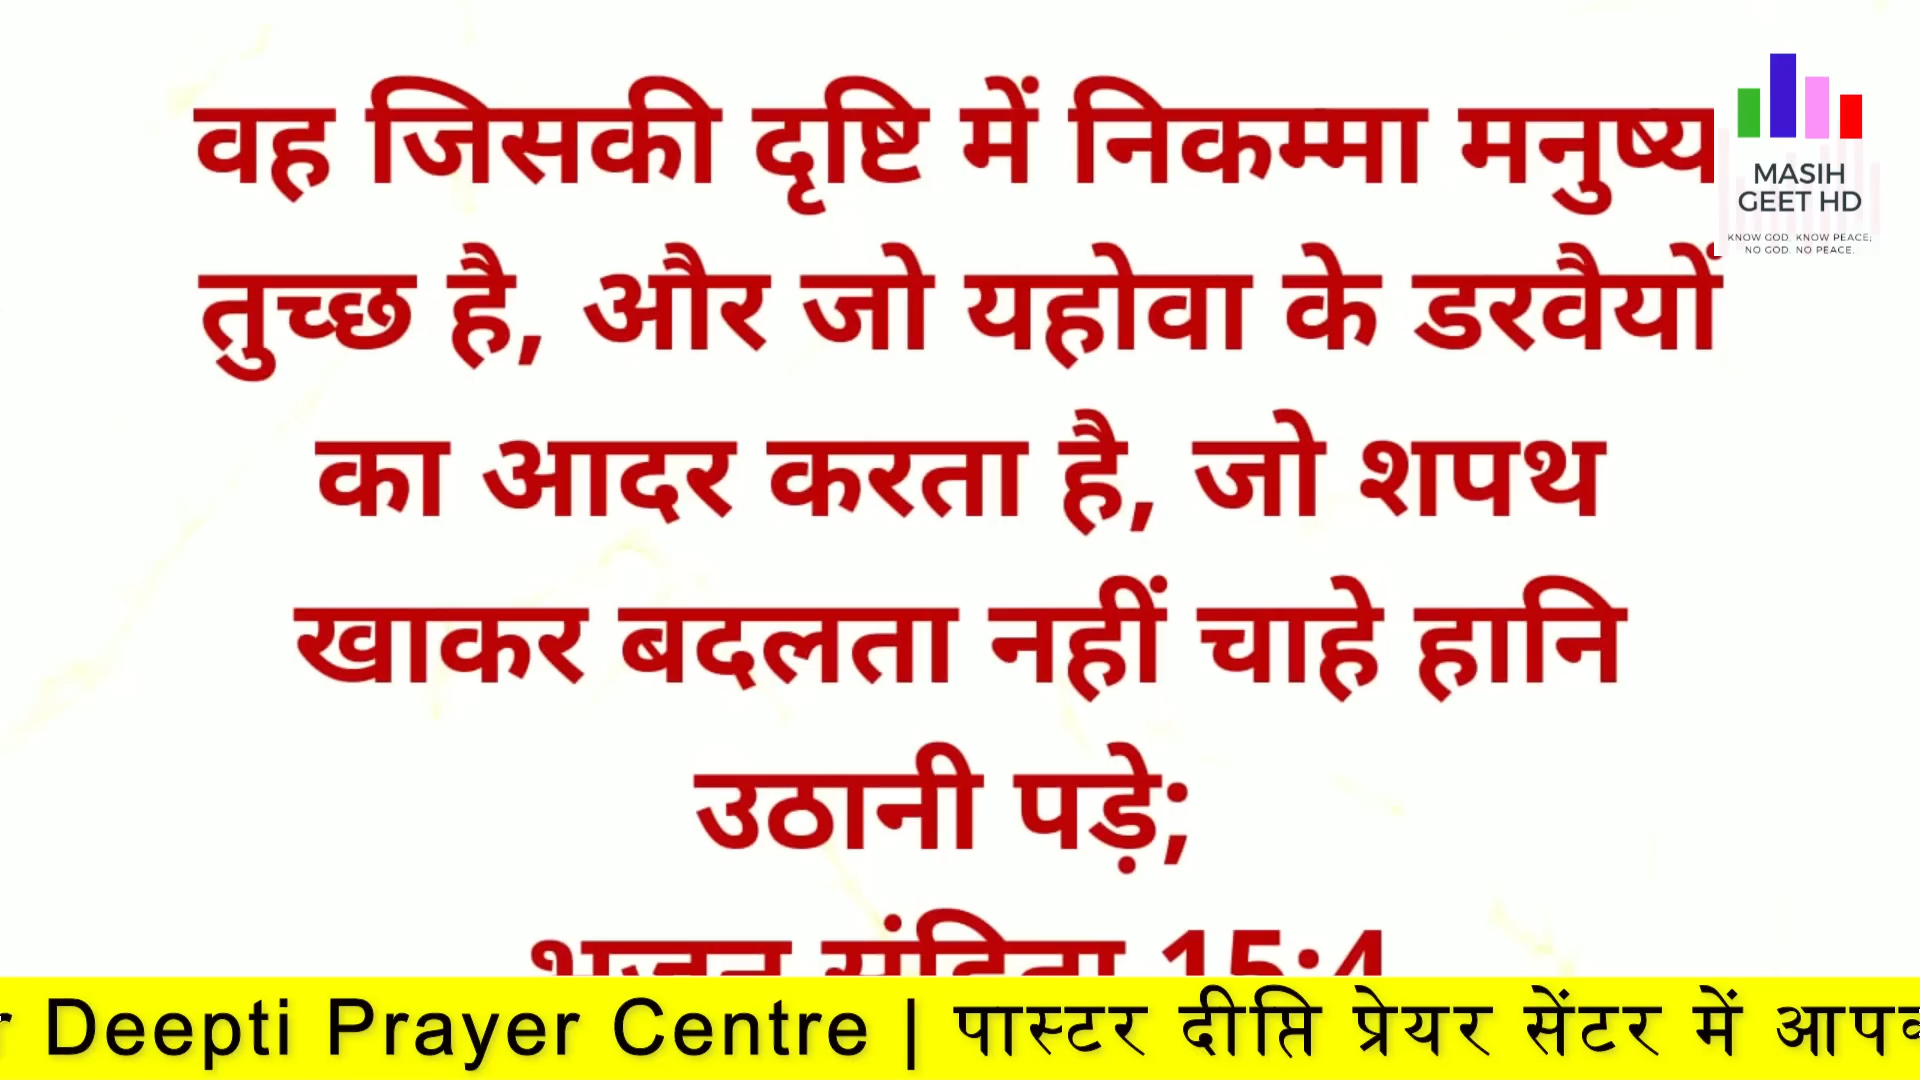 वह जिसकी दृष्टि में निकम्मा मनुष्य
तुच्छ है, और जो यहोवा के डरवैयों
का आदर करता है, जो शपथ
खाकर बदलता नहीं चाहे हानि
उठानी पड़े;
भजन संहिता 15:4
MASIH
GEET HD
KNOW GOD. KNOW PEACE;
NO GOD. NO PEACE.
r Deepti Prayer Centre | पास्टर दीप्ति प्रेयर सेंटर में